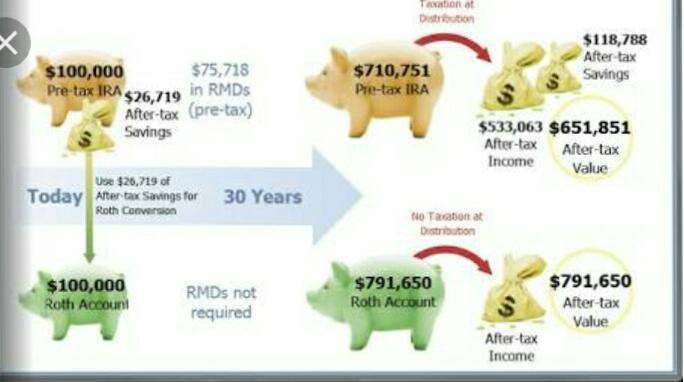 Taxation at
Distribution
$100,000
Pre-tax IRA
$26,719
After-tax
Savings
$75,718
in RMDs
(pre-tax)
$710,751
Pre-tax IRA
$118,788
After-tax
Savings
$533,063
After-tax
Income
$651,851
After-tax
Value
Today
Use $26,719 of
After-tax Savings for
Roth Conversion
30 Years
No Taxation at
Distribution
$100,000
Roth Account
RMDs not
required
$791,650
Roth Account
After-tax
Income
$791,650
After-tax
Value